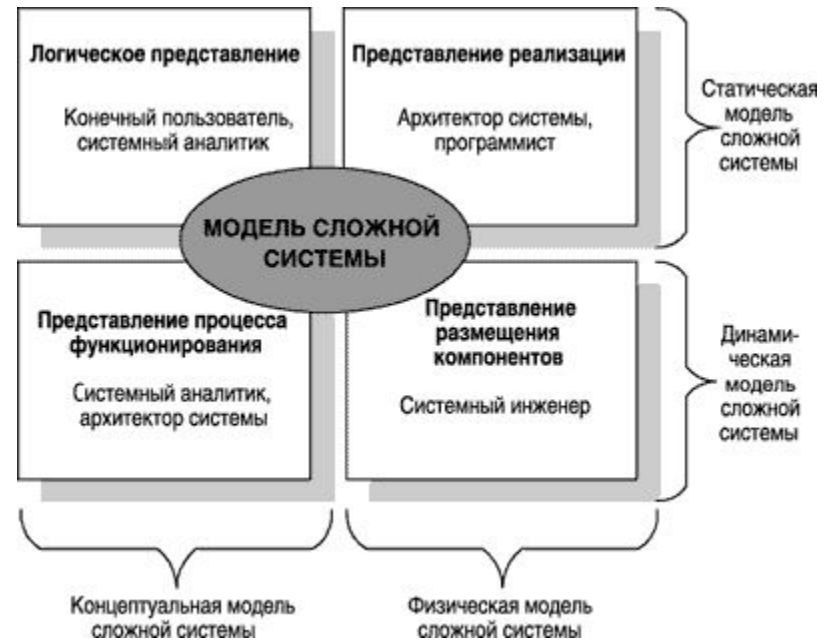 Логическое представление
Конечный пользователь,
системный аналитик
Представление реализации
Архитектор системы,
программист
Статическая
модель
сложной
системы
МОДЕЛЬ СЛОЖНОЙ
СИСТЕМЫ
Представление процесса
функционирования
Системный аналитик,
архитектор системы
Представление
размещения
компонентов
Системный инженер
Динами-
ческая
модель
сложной
системы
Концептуальная модель
сложной системы
Физическая модель
сложной системы